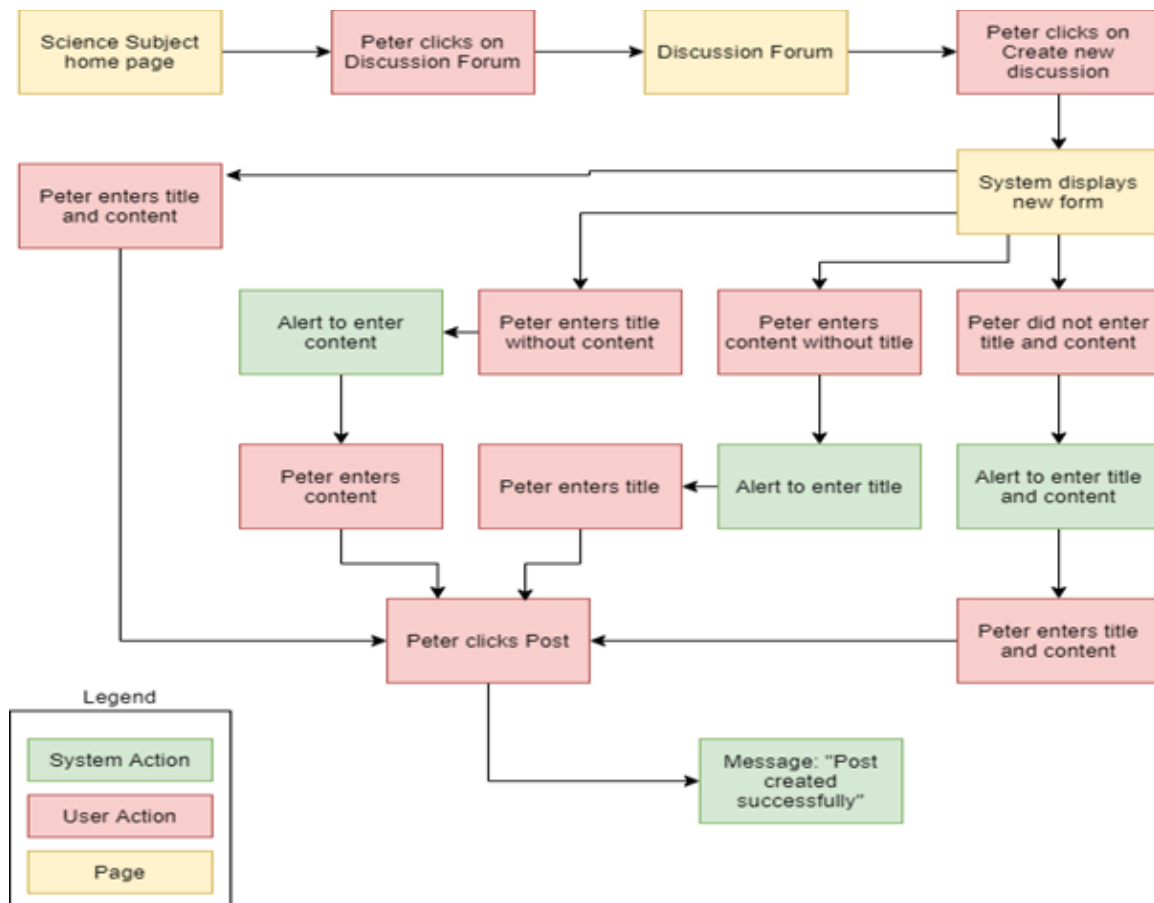 Science Subject
home page
Peter clicks on
Discussion Forum
Discussion Forum
Peter clicks on
Create new
discussion
Peter enters title
and content
System displays
new form
Alert to enter
content
Peter enters title
without content
Peter enters
content without title
Peter did not enter
title and content
Peter enters
content
Peter enters title
Alert to enter title
Alert to enter title
and content
Peter clicks Post
Peter enters title
and content
Legend
System Action
User Action
Page
Message: "Post
created
successfully"